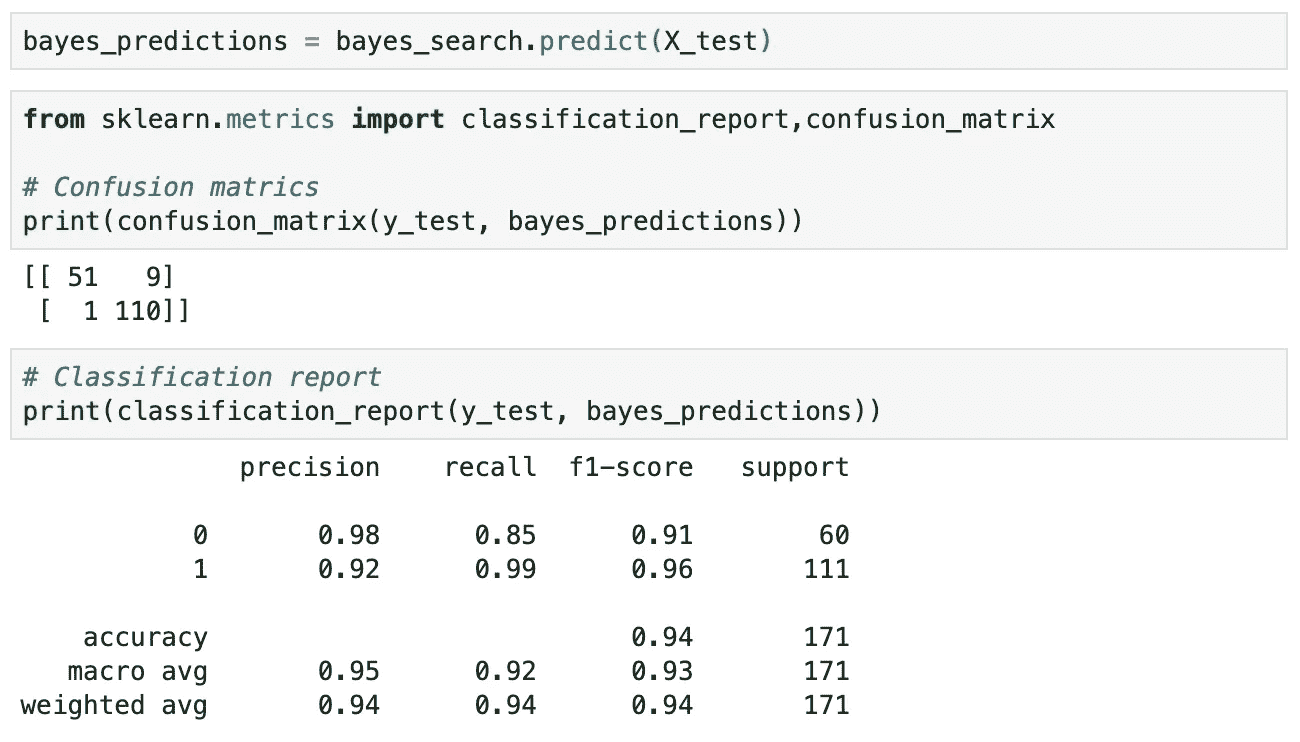 bayes_predictions = bayes_search.predict(X_test)
from sklearn.metrics import classification_report,confusion_matrix
# Confusion matrics
print(confusion_matrix(y_test, bayes_predictions))
[[ 51   9]
 [  1 110]]
# Classification report
print(classification_report(y_test, bayes_predictions))
              precision    recall  f1-score   support
           0       0.98      0.85      0.91        60
           1       0.92      0.99      0.96       111
    accuracy                           0.94       171
   macro avg       0.95      0.92      0.93       171
weighted avg       0.94      0.94      0.94       171